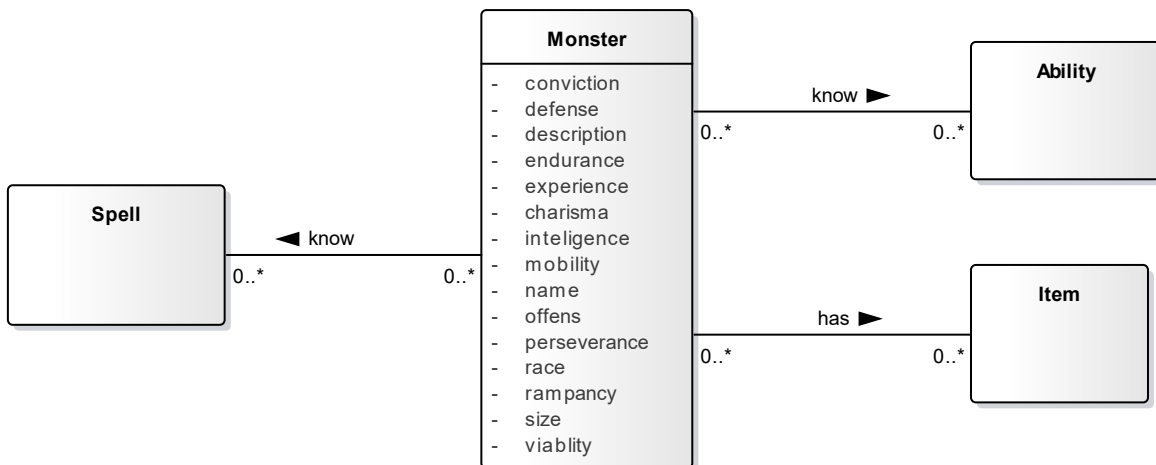 Monster
- conviction
- defense
- description
- endurance
- experience
- charisma
- inteligence
- mobility
- name
- offens
- perseverance
- race
- rampancy
- size
- viablity
Spell
◄ know
0..*
0..*
Ability
know ►
0..*
0..*
Item
has ►
0..*
0..*